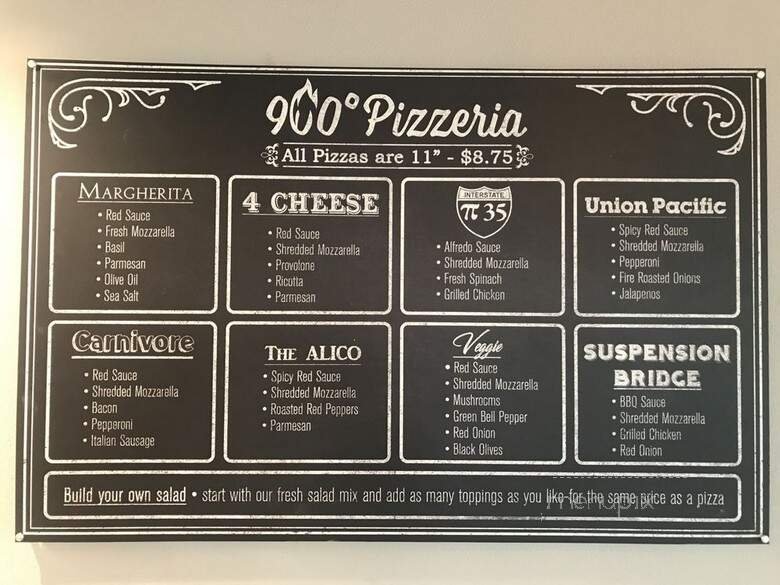 900° Pizzeria
All Pizzas are 11" - $8.75
MARGHERITA
• Red Sauce
• Fresh Mozzarella
• Basil
• Parmesan
• Olive Oil
• Sea Salt
4 CHEESE
• Red Sauce
• Shredded Mozzarella
• Provolone
• Ricotta
• Parmesan
INTERSTATE
π 35
• Alfredo Sauce
• Shredded Mozzarella
• Fresh Spinach
• Grilled Chicken
Union Pacific
• Spicy Red Sauce
• Shredded Mozzarella
• Pepperoni
• Fire Roasted Onions
• Jalapenos
Carnivore
• Red Sauce
• Shredded Mozzarella
• Bacon
• Pepperoni
• Italian Sausage
THE ALICO
• Spicy Red Sauce
• Shredded Mozzarella
• Roasted Red Peppers
• Parmesan
Veggie
• Red Sauce
• Shredded Mozzarella
• Mushrooms
• Green Bell Pepper
• Red Onion
• Black Olives
SUSPENSION
BRIDGE
• BBQ Sauce
• Shredded Mozzarella
• Grilled Chicken
• Red Onion
Build your own salad • start with our fresh salad mix and add as many toppings as you like for the same price as a pizza
menupix